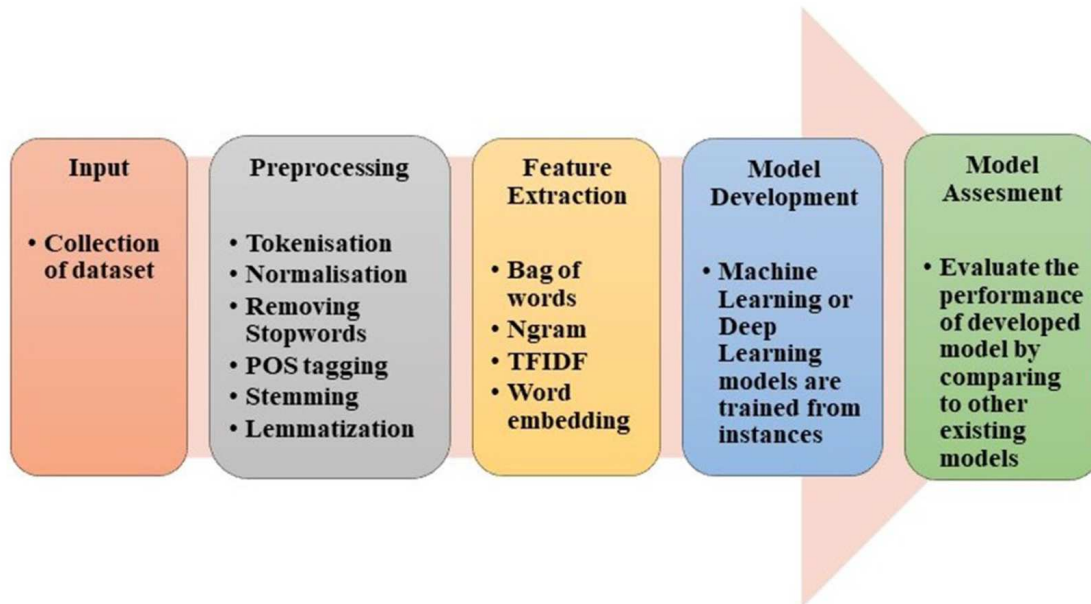 Input
• Collection
of dataset
Preprocessing
• Tokenisation
• Normalisation
• Removing
Stopwords
• POS tagging
• Stemming
• Lemmatization
Feature
Extraction
• Bag of
words
• Ngram
• TFIDF
• Word
embedding
Model
Development
• Machine
Learning or
Deep
Learning
models are
trained from
instances
Model
Assesment
• Evaluate the
performance
of developed
model by
comparing
to other
existing
models